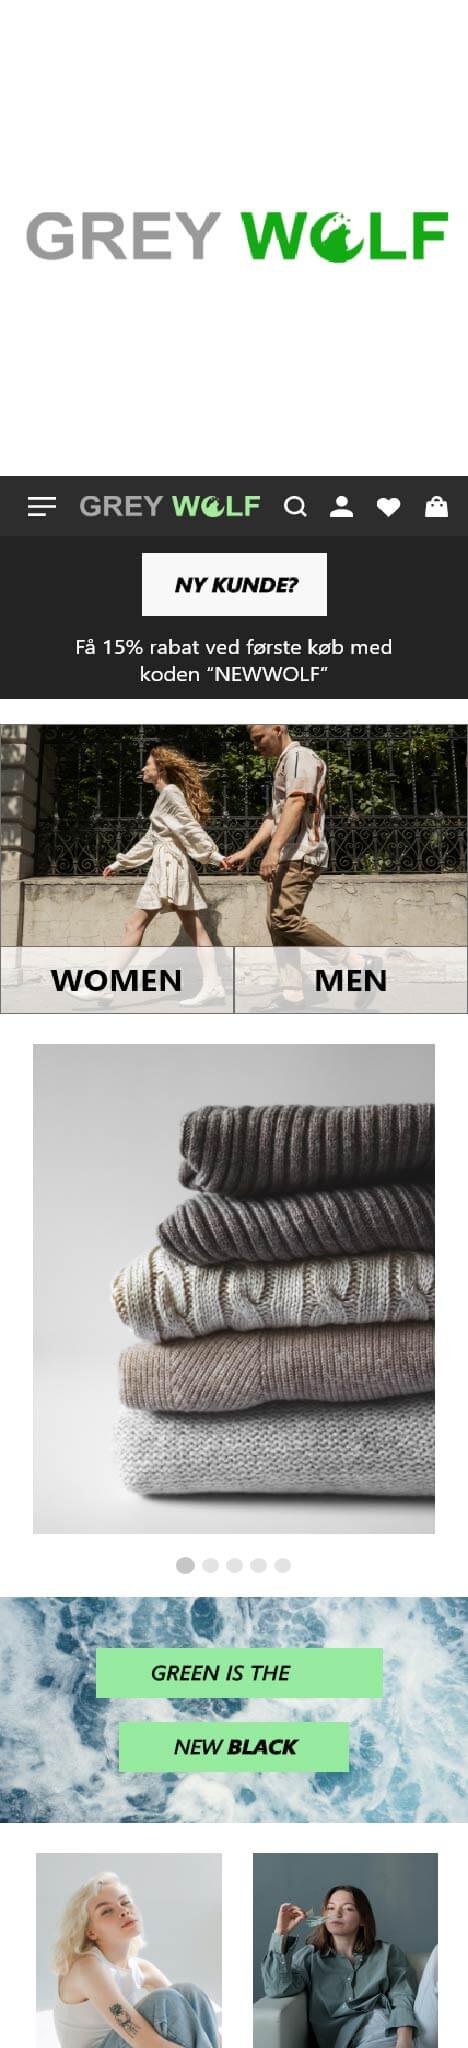 GREY WOLF
GREY WOLF
NY KUNDE?
Få 15% rabat ved første køb med
koden “NEWWOLF”
WOMEN
MEN
GREEN IS THE
NEW BLACK